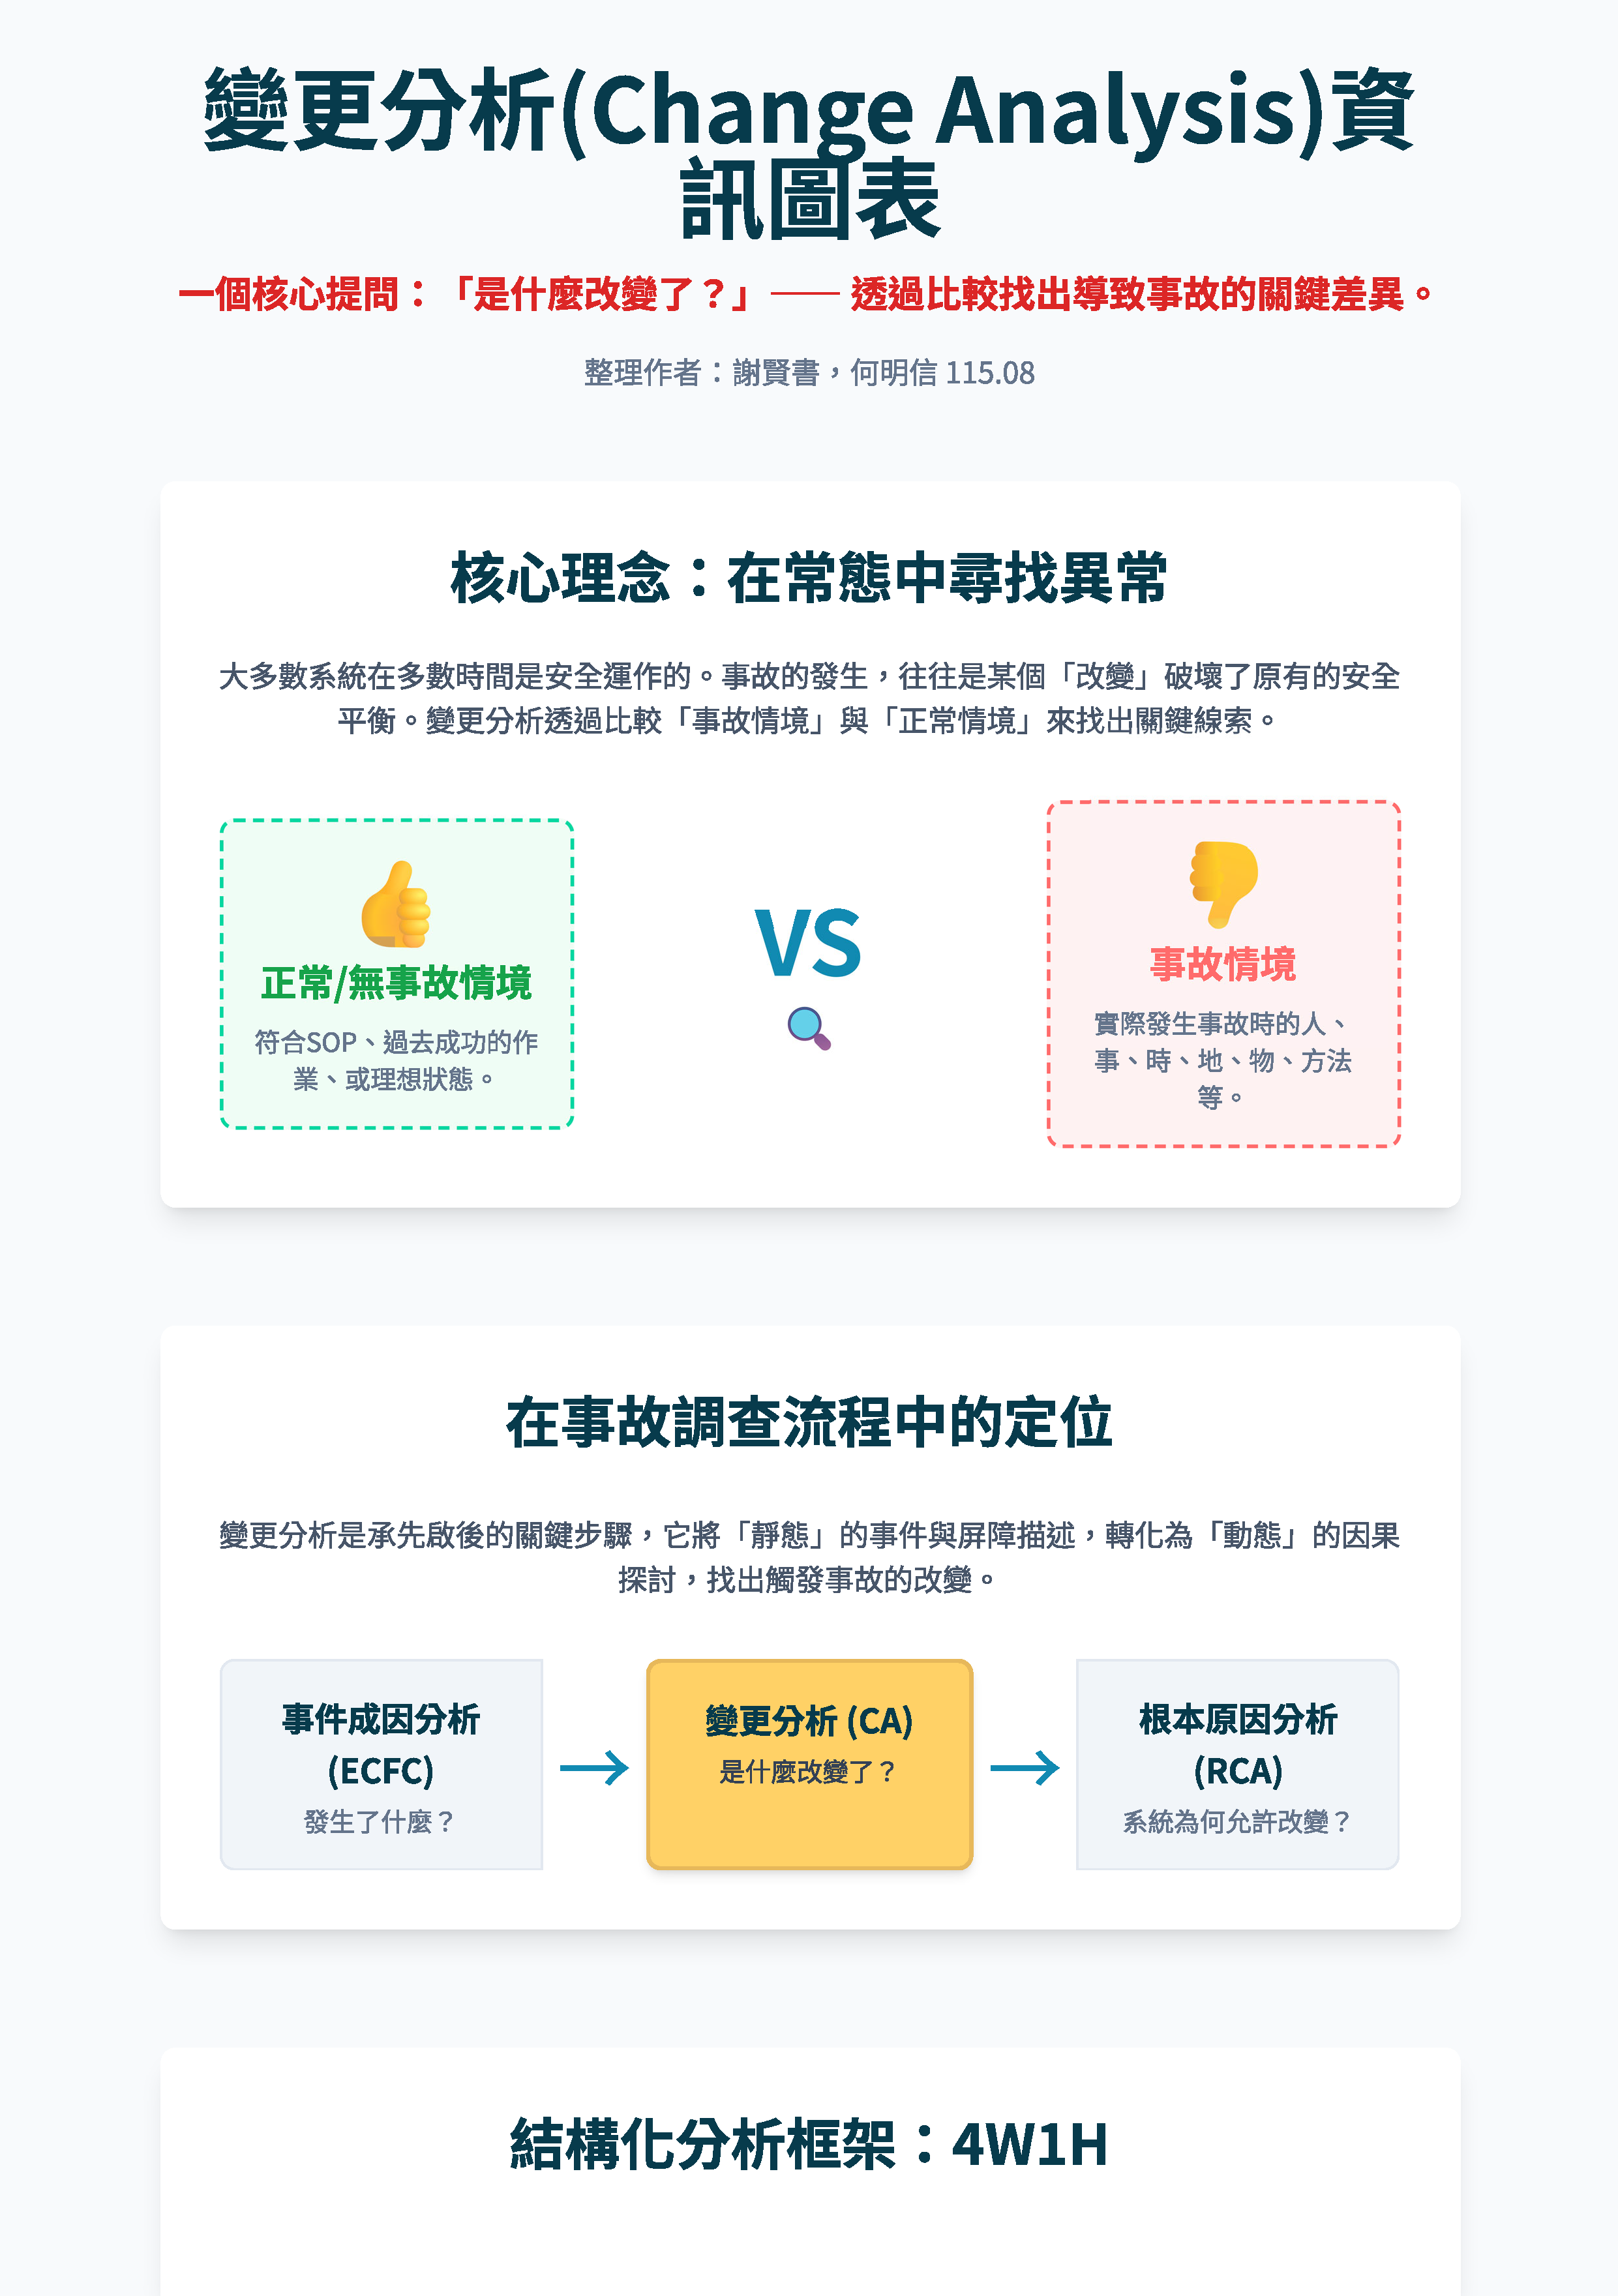 變更分析(Change Analysis)資
訊圖表
一個核心提問：「是什麼改變了？」—— 透過比較找出導致事故的關鍵差異。
整理作者：謝賢書，何明信 115.08
核心理念：在常態中尋找異常
大多數系統在多數時間是安全運作的。事故的發生，往往是某個「改變」破壞了原有的安全
平衡。變更分析透過比較「事故情境」與「正常情境」來找出關鍵線索。
正常/無事故情境
符合SOP、過去成功的作
業、或理想狀態。
VS
事故情境
實際發生事故時的人、
事、時、地、物、方法
等。
在事故調查流程中的定位
變更分析是承先啟後的關鍵步驟，它將「靜態」的事件與屏障描述，轉化為「動態」的因果
探討，找出觸發事故的改變。
事件成因分析
(ECFC)
發生了什麼？
→
變更分析 (CA)
是什麼改變了？
→
根本原因分析
(RCA)
系統為何允許改變？
結構化分析框架：4W1H